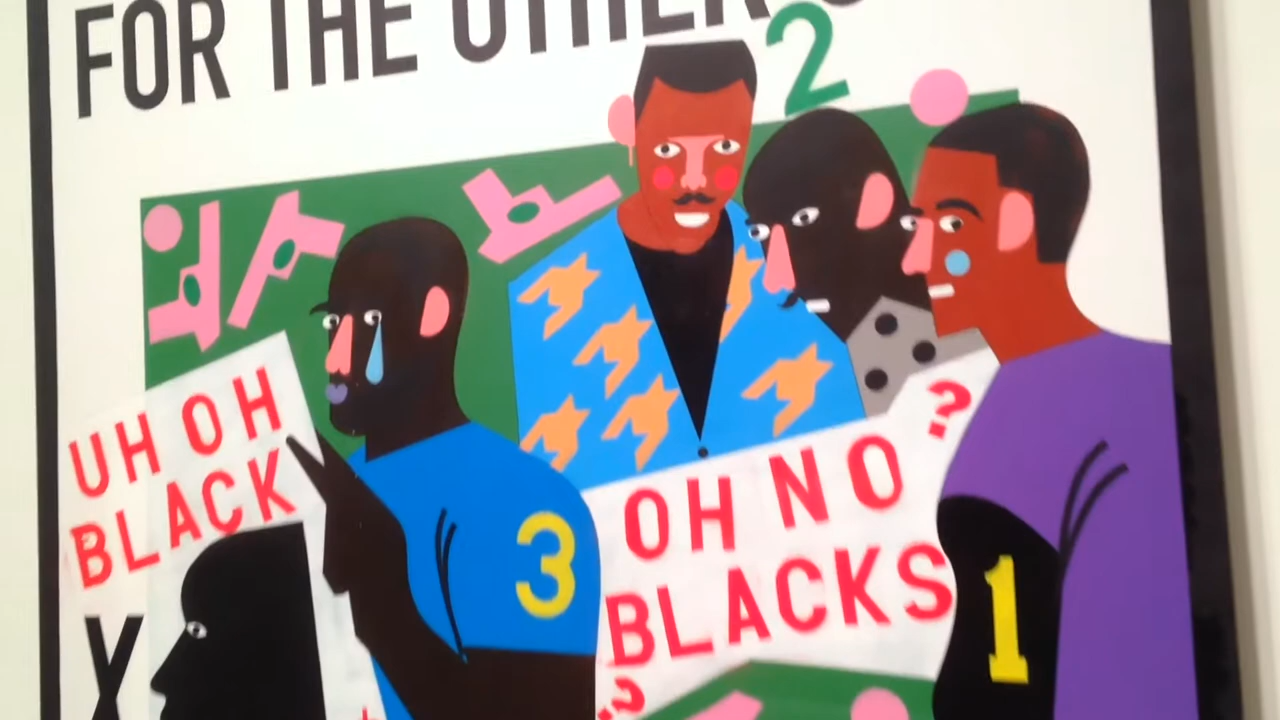 FOR THE OTHER
2
UH OH
BLACK
3
OH NO
?
BLACKS
?
1
X